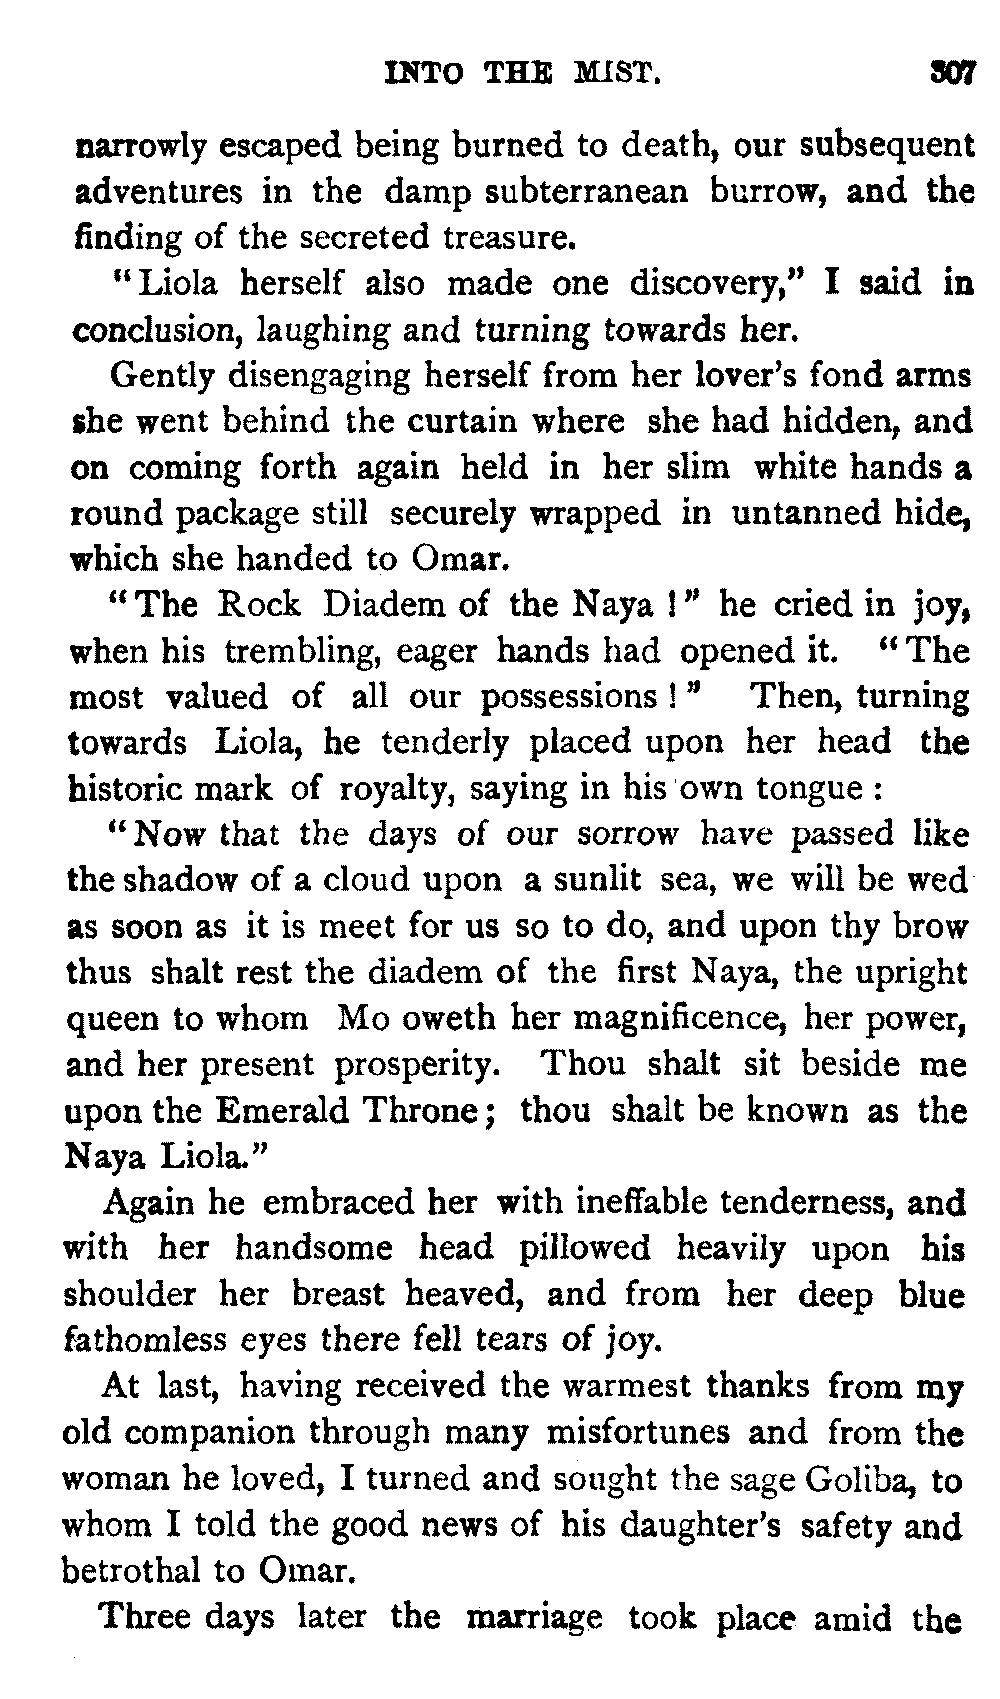 INTO THE MIST. 307
narrowly escaped being burned to death, our subsequent
adventures in the damp subterranean burrow, and the
finding of the secreted treasure.
"Liola herself also made one discovery," I said in
conclusion, laughing and turning towards her.
Gently disengaging herself from her lover's fond arms
she went behind the curtain where she had hidden, and
on coming forth again held in her slim white hands a
round package still securely wrapped in untanned hide,
which she handed to Omar.
"The Rock Diadem of the Naya!" he cried in joy,
when his trembling, eager hands had opened it. "The
most valued of all our possessions!" Then, turning
towards Liola, he tenderly placed upon her head the
historic mark of royalty, saying in his own tongue:
"Now that the days of our sorrow have passed like
the shadow of a cloud upon a sunlit sea, we will be wed
as soon as it is meet for us so to do, and upon thy brow
thus shalt rest the diadem of the first Naya, the upright
queen to whom Mo oweth her magnificence, her power,
and her present prosperity. Thou shalt sit beside me
upon the Emerald Throne; thou shalt be known as the
Naya Liola."
Again he embraced her with ineffable tenderness, and
with her handsome head pillowed heavily upon his
shoulder her breast heaved, and from her deep blue
fathomless eyes there fell tears of joy.
At last, having received the warmest thanks from my
old companion through many misfortunes and from the
woman he loved, I turned and sought the sage Goliba, to
whom I told the good news of his daughter's safety and
betrothal to Omar.
Three days later the marriage took place amid the